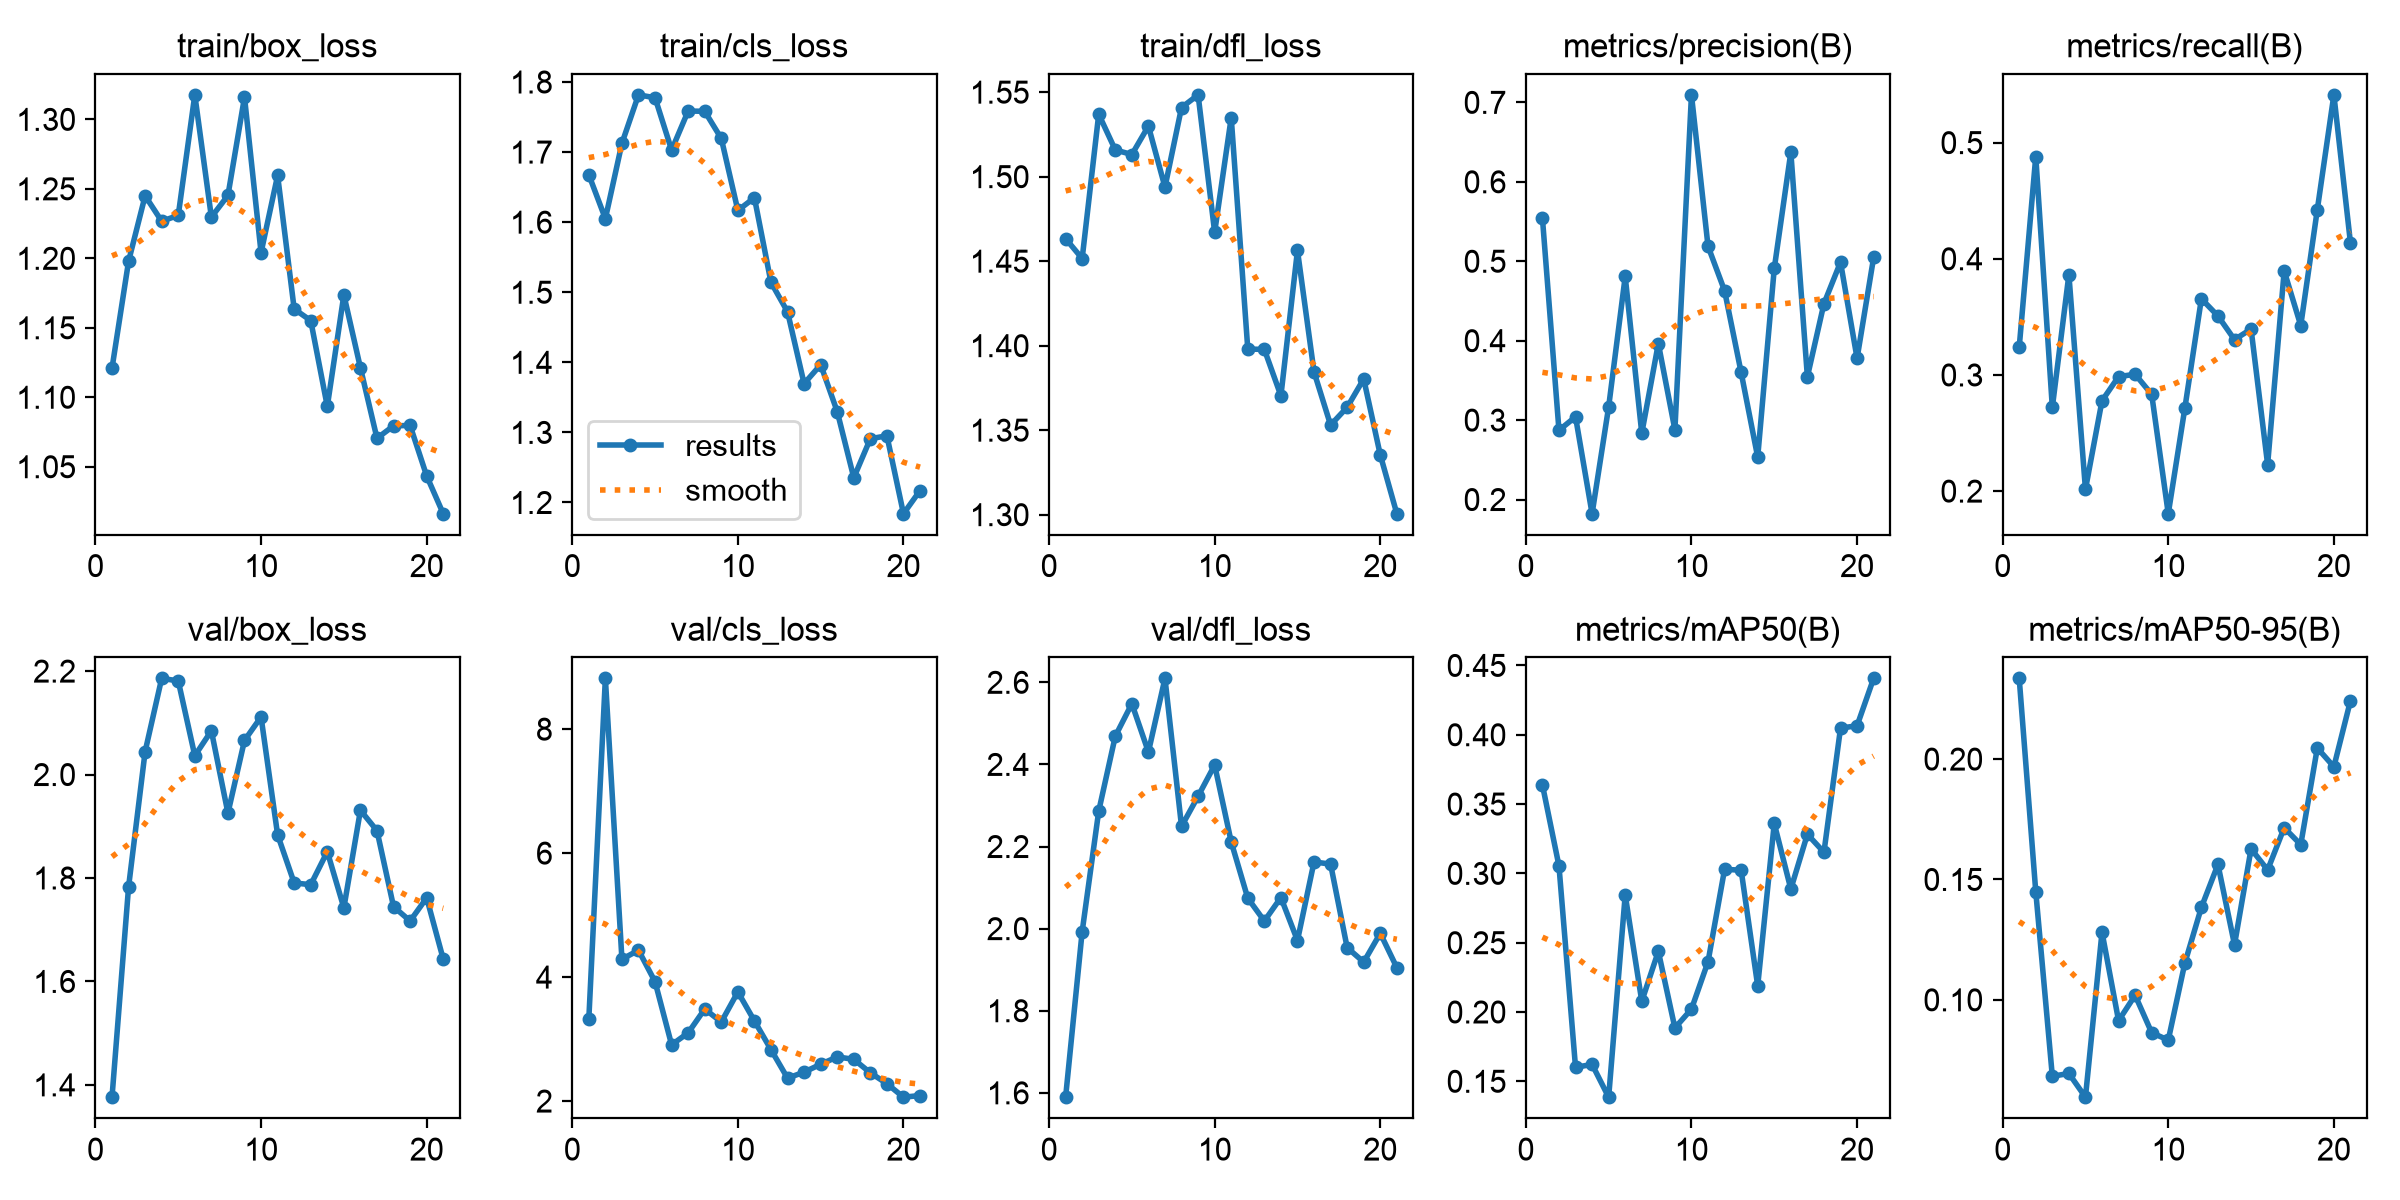 train/box_loss
train/cls_loss
train/dfl_loss
metrics/precision(B)
metrics/recall(B)
1.30
1.25
1.20
1.15
1.10
1.05
0 10 20
1.8
1.7
1.6
1.5
1.4
1.3
1.2
results
smooth
0 10 20
1.55
1.50
1.45
1.40
1.35
1.30
0 10 20
0.7
0.6
0.5
0.4
0.3
0.2
0 10 20
0.5
0.4
0.3
0.2
0 10 20
val/box_loss
val/cls_loss
val/dfl_loss
metrics/mAP50(B)
metrics/mAP50-95(B)
2.2
2.0
1.8
1.6
1.4
0 10 20
8
6
4
2
0 10 20
2.6
2.4
2.2
2.0
1.8
1.6
0 10 20
0.45
0.40
0.35
0.30
0.25
0.20
0.15
0 10 20
0.20
0.15
0.10
0 10 20